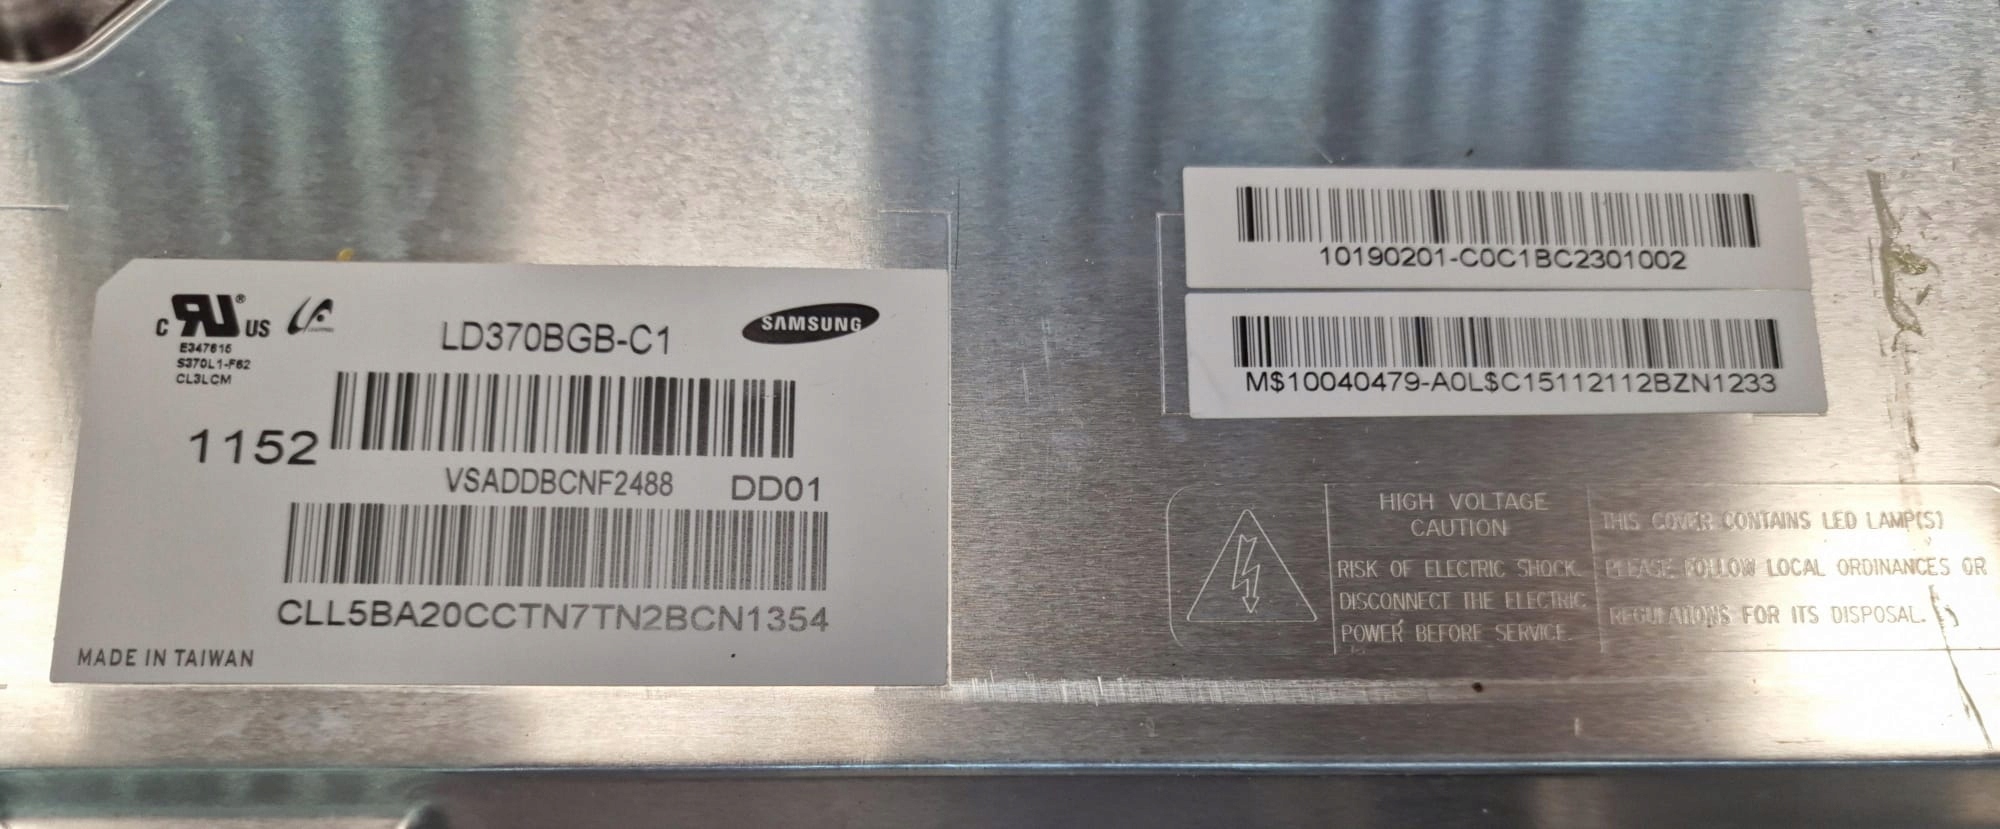 C RU® US
E347616
S370L1-F62
CL3LCM
LD370BGB-C1
SAMSUNG
1152
VSADDBCNF2488
DD01
CLL5BA20CCTN7TN2BCN1354
MADE IN TAIWAN
10190201-C0C1BC2301002
M$10040479-A0L$C15112112BZN1233
HIGH VOLTAGE
CAUTION
RISK OF ELECTRIC SHOCK.
DISCONNECT THE ELECTRIC
POWER BEFORE SERVICE.
THIS COVER CONTAINS LED LAMP(S)
PLEASE FOLLOW LOCAL ORDINANCES OR
REGULATIONS FOR ITS DISPOSAL.